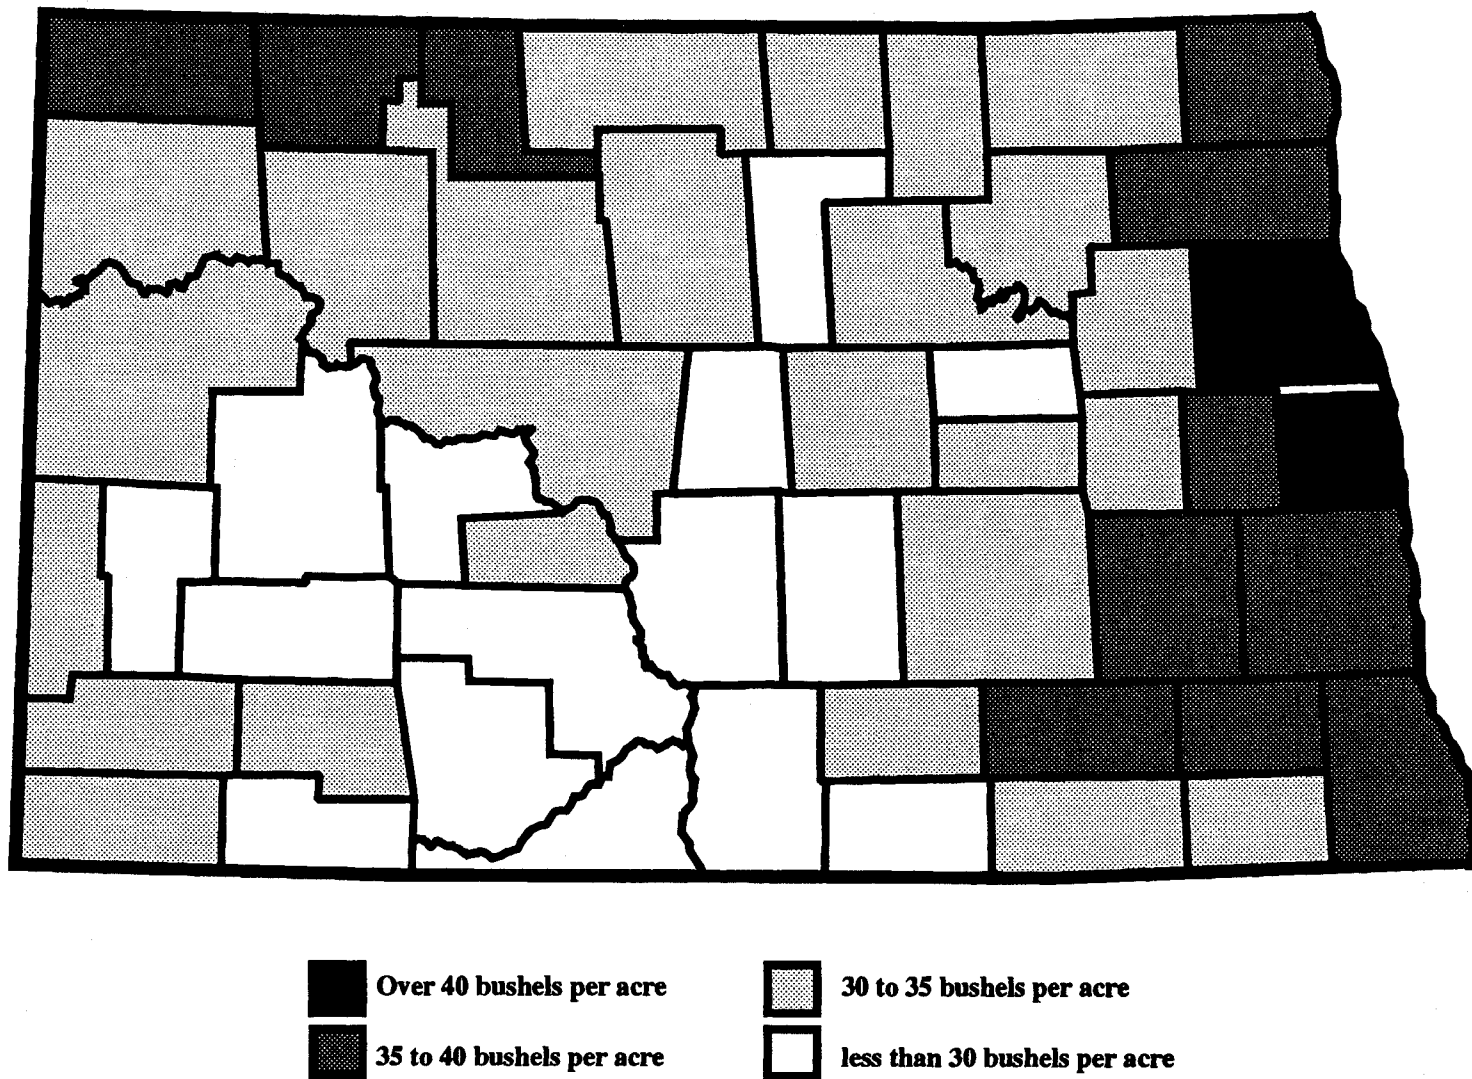 Over 40 bushels per acre
30 to 35 bushels per acre
35 to 40 bushels per acre
less than 30 bushels per acre